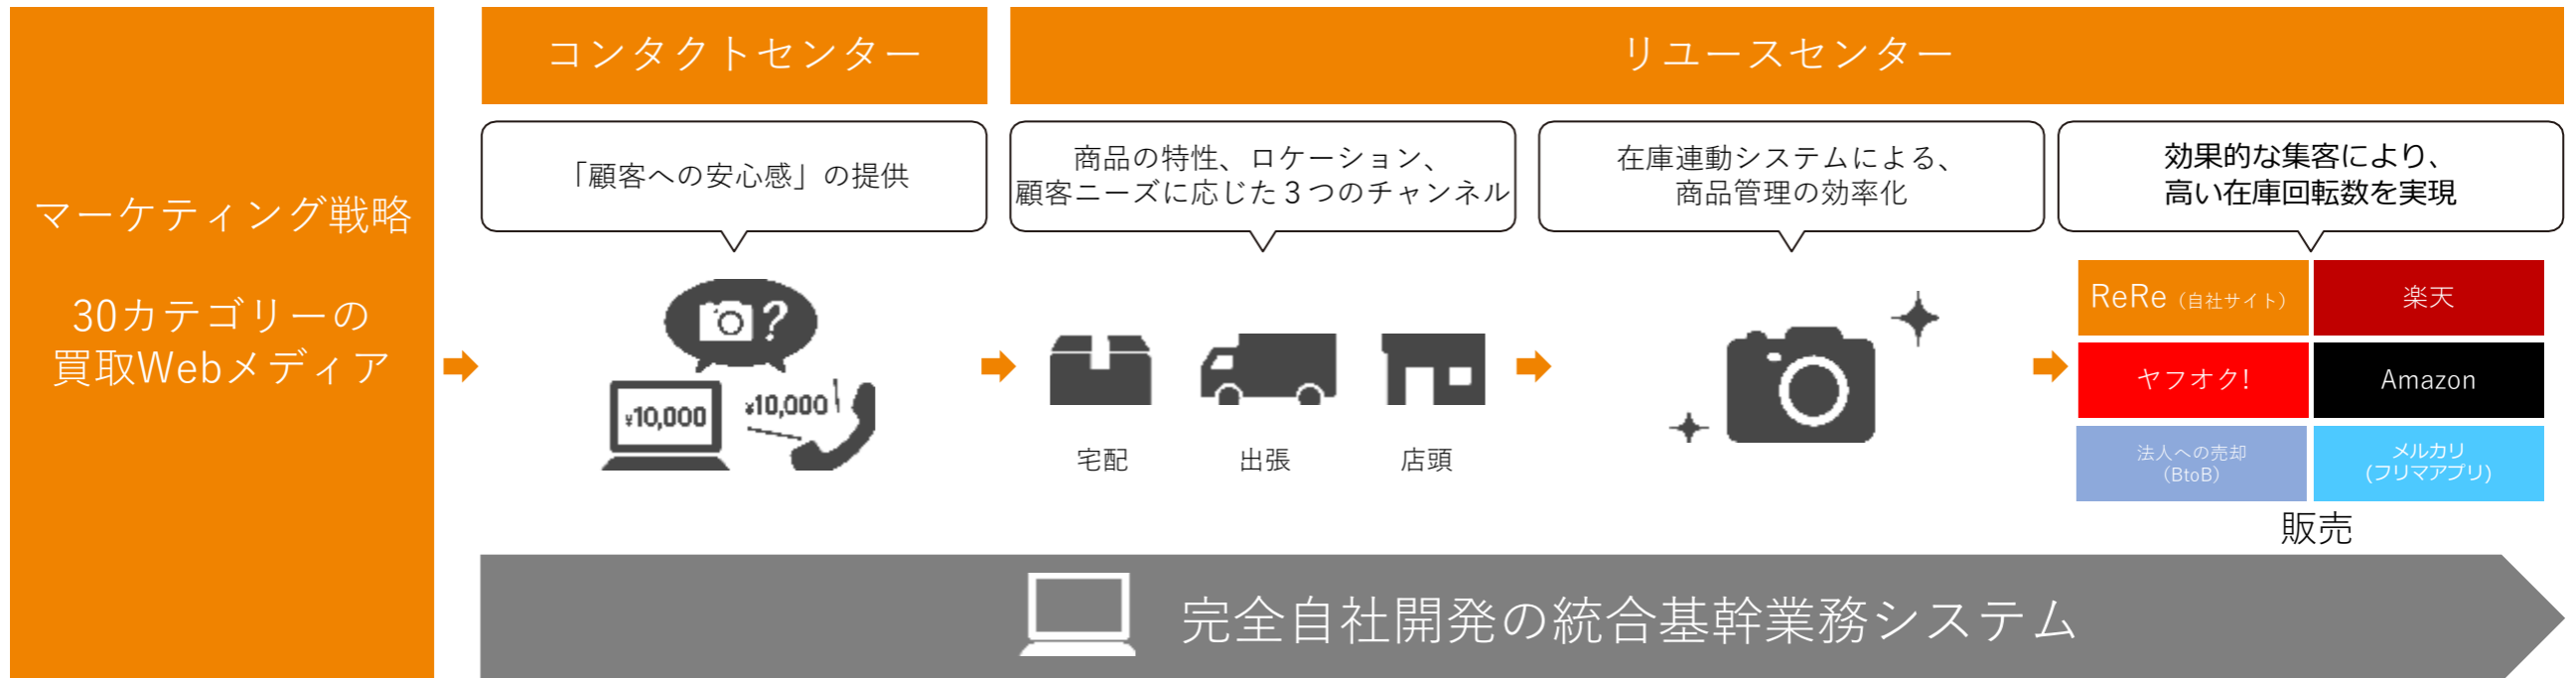 マーケティング戦略
30カテゴリーの
買取Webメディア
コンタクトセンター
「顧客への安心感」の提供
?
¥10,000
¥10,000
リユースセンター
商品の特性、ロケーション、
顧客ニーズに応じた３つのチャンネル
宅配
出張
店頭
在庫連動システムによる、
商品管理の効率化
効果的な集客により、
高い在庫回転数を実現
ReRe（自社サイト）
楽天
ヤフオク!
Amazon
法人への売却
（BtoB）
メルカリ
(フリマアプリ)
販売
完全自社開発の統合基幹業務システム